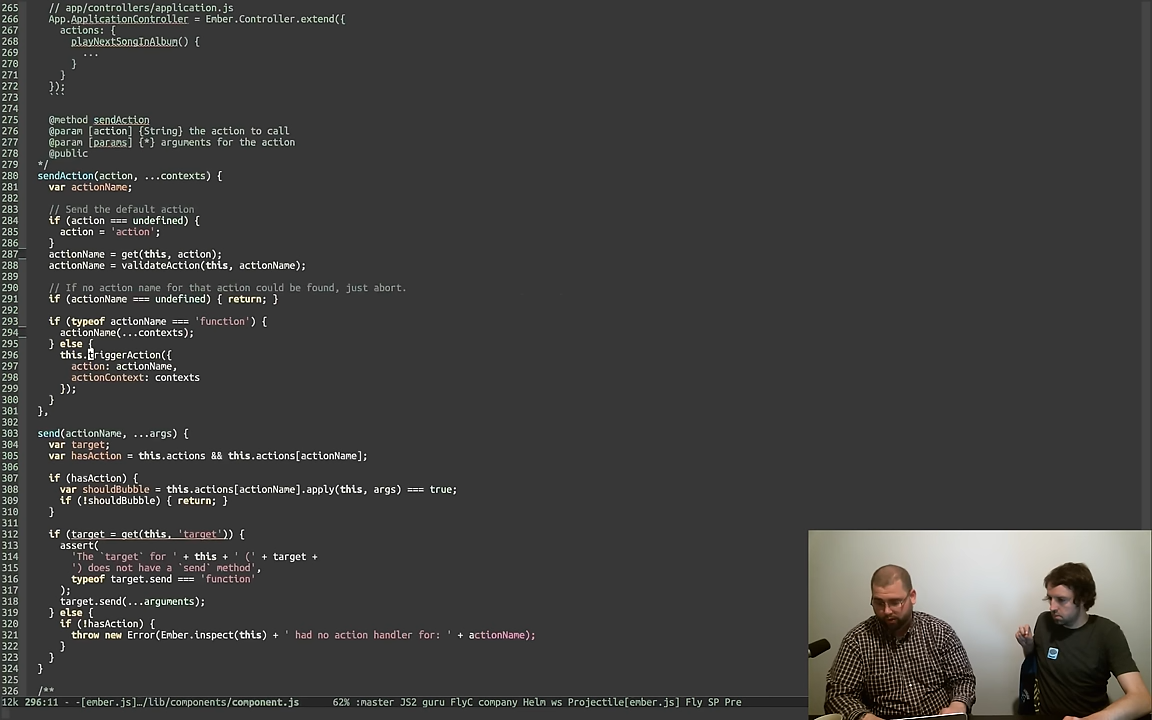 265 // app/controllers/application.js
266 App.ApplicationController = Ember.Controller.extend({
267 actions: {
268 playNextSongInAlbum() {
269 ...
270 }
271 }
272 });
273 ```
274
275 @method sendAction
276 @param [action] {String} the action to call
277 @param [params] {*} arguments for the action
278 @public
279 */
280 sendAction(action, ...contexts) {
281 var actionName;
282
283 // Send the default action
284 if (action === undefined) {
285 action = 'action';
286 }
287 actionName = get(this, action);
288 actionName = validateAction(this, actionName);
289
290 // If no action name for that action could be found, just abort.
291 if (actionName === undefined) { return; }
292
293 if (typeof actionName === 'function') {
294 actionName(...contexts);
295 } else {
296 this.triggerAction({
297 action: actionName,
298 actionContext: contexts
299 });
300 }
301 },
302
303 send(actionName, ...args) {
304 var target;
305 var hasAction = this.actions && this.actions[actionName];
306
307 if (hasAction) {
308 var shouldBubble = this.actions[actionName].apply(this, args) === true;
309 if (!shouldBubble) { return; }
310 }
311
312 if (target = get(this, 'target')) {
313 assert(
314 'The `target` for ' + this + ' (' + target +
315 ') does not have a `send` method',
316 typeof target.send === 'function'
317 );
318 target.send(...arguments);
319 } else {
320 if (!hasAction) {
321 throw new Error(Ember.inspect(this) + ' had no action handler for: ' + actionName);
322 }
323 }
324 }
325
326 /**
12k 296:11 - -[ember.js]…/lib/components/component.js 62% :master JS2 guru FlyC company Helm ws Projectile[ember.js] Fly SP Pre